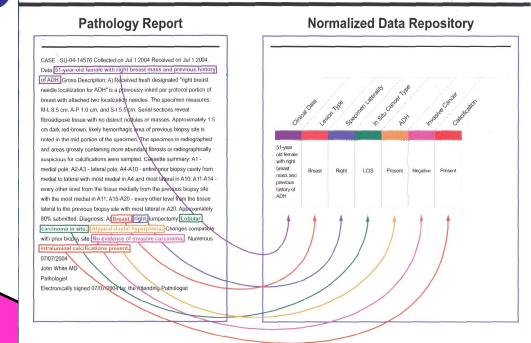 Pathology Report
Normalized Data Repository
CASE : SU-04-14576 Collected on Jul 1 2004 Received on Jul 1 2004.
Data: 51-year-old female with right breast mass and previous history
of ADH. Gross Description: A) Received fresh designated "right breast
needle localization for ADH" is a previously inked per protocol portion of
breast with attached two localization needles. The specimen measures:
M-L 8.5 cm, A-P 1.0 cm, and S-I 5.5 cm. Serial sections reveal
fibroadipose tissue with no distinct nodules or masses. Approximately 1.5
cm dark red-brown, likely hemorrhagic area of previous biopsy site is
noted in the mid portion of the specimen. The specimen is radiographed
and areas grossly containing more abundant fibrosis or radiographically
suspicious for calcifications were sampled. Cassette summary: A1 -
medial pole; A2-A3 - lateral pole; A4-A10 - entire prior biopsy cavity from
medial to lateral with most medial in A4 and most lateral in A10; A11-A14 -
every other level from the tissue medially from the previous biopsy site
with the most medial in A11; A15-A20 - every other level from the tissue
lateral to the previous biopsy site with most lateral in A20. Approximately
80% submitted. Diagnosis: A) Breast, right, lumpectomy: Lobular
carcinoma in situ. Atypical ductal hyperplasia. Changes compatible
with prior biopsy site. No evidence of invasive carcinoma. Numerous
intraluminal calcifications present.
07/07/2004
John White MD
Pathologist
Electronically signed 07/07/2004 by: the Attending Pathologist
Clinical Data
Lesion Type
Specimen Laterality
In Situ Cancer Type
ADH
Invasive Cancer
Calcification
51-year
old female
with right
breast
mass and
previous
history of
ADH
Breast
Right
LCIS
Present
Negative
Present